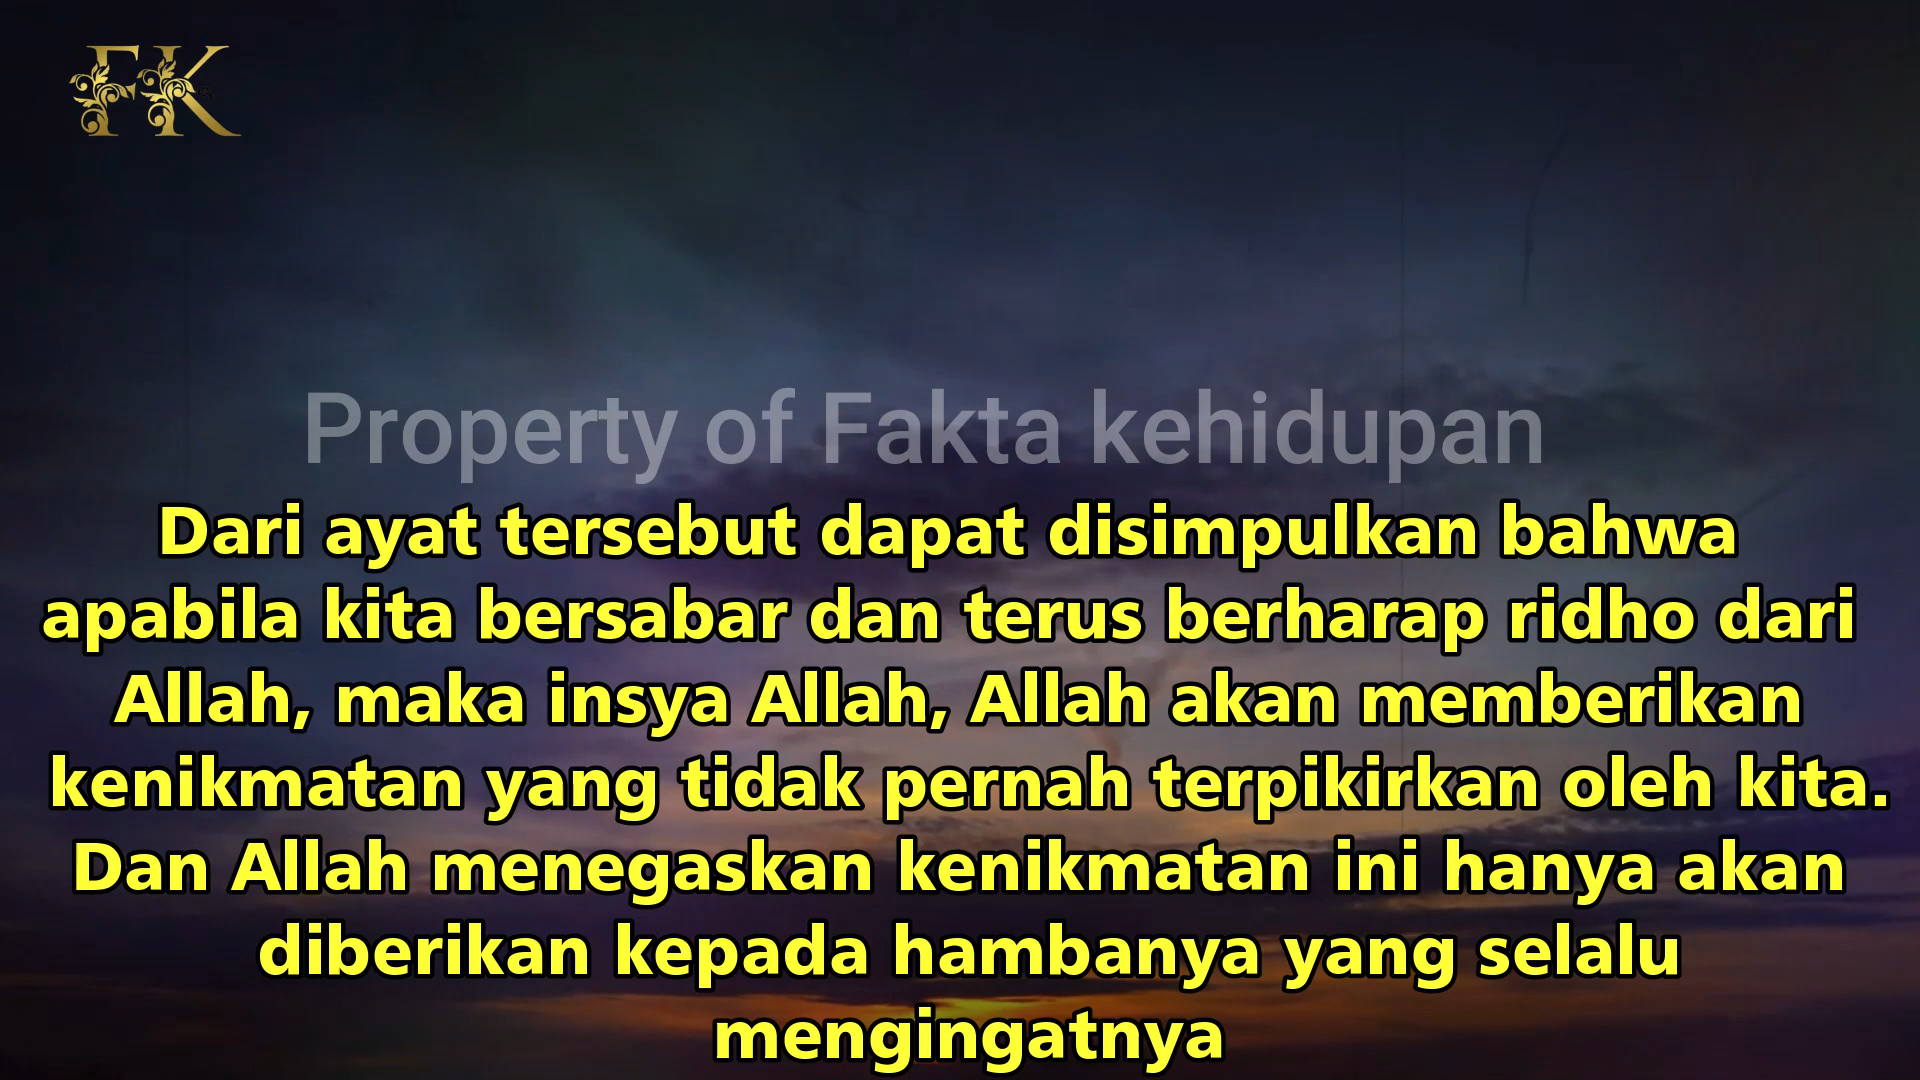 FK
Property of Fakta kehidupan
Dari ayat tersebut dapat disimpulkan bahwa
apabila kita bersabar dan terus berharap ridho dari
Allah, maka insya Allah, Allah akan memberikan
kenikmatan yang tidak pernah terpikirkan oleh kita.
Dan Allah menegaskan kenikmatan ini hanya akan
diberikan kepada hambanya yang selalu
mengingatnya